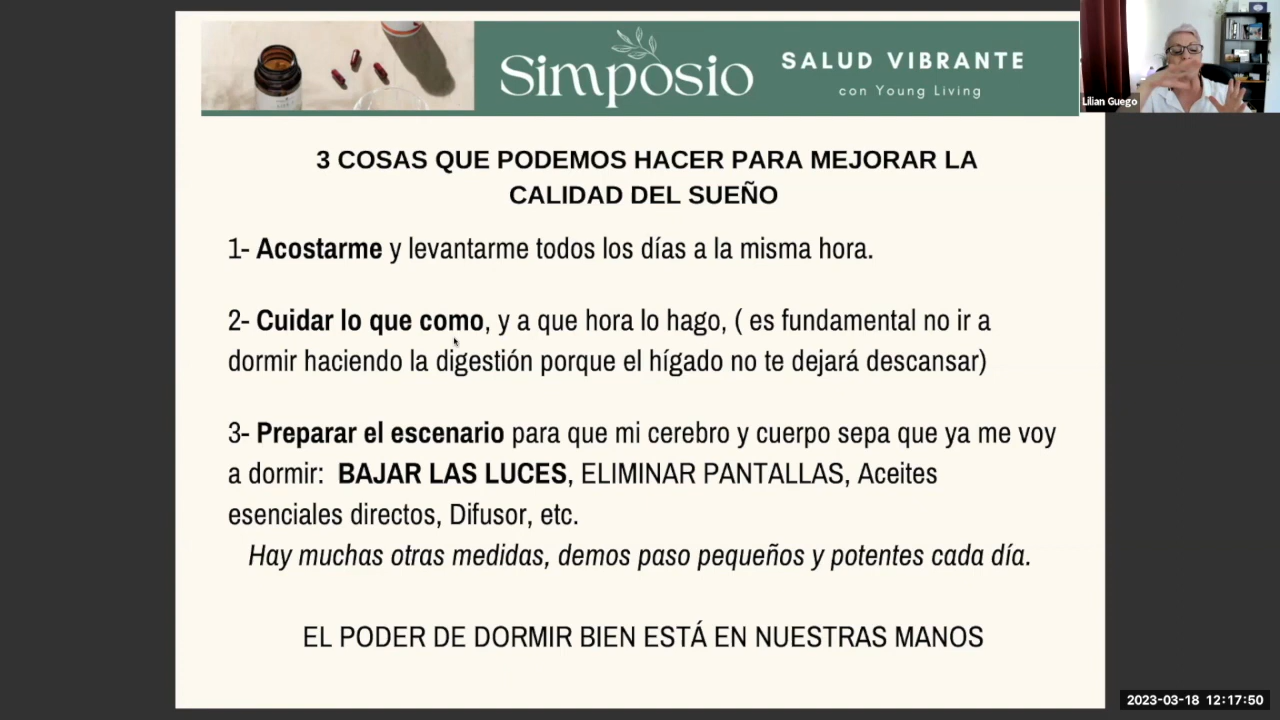 Simposio
SALUD VIBRANTE
con Young Living
Lilian Guego
3 COSAS QUE PODEMOS HACER PARA MEJORAR LA
CALIDAD DEL SUEÑO
1- Acostarme y levantarme todos los días a la misma hora.
2- Cuidar lo que como, y a que hora lo hago, ( es fundamental no ir a
dormir haciendo la digestión porque el hígado no te dejará descansar)
3- Preparar el escenario para que mi cerebro y cuerpo sepa que ya me voy
a dormir: BAJAR LAS LUCES, ELIMINAR PANTALLAS, Aceites
esenciales directos, Difusor, etc.
Hay muchas otras medidas, demos paso pequeños y potentes cada día.
EL PODER DE DORMIR BIEN ESTÁ EN NUESTRAS MANOS
2023-03-18 12:17:50